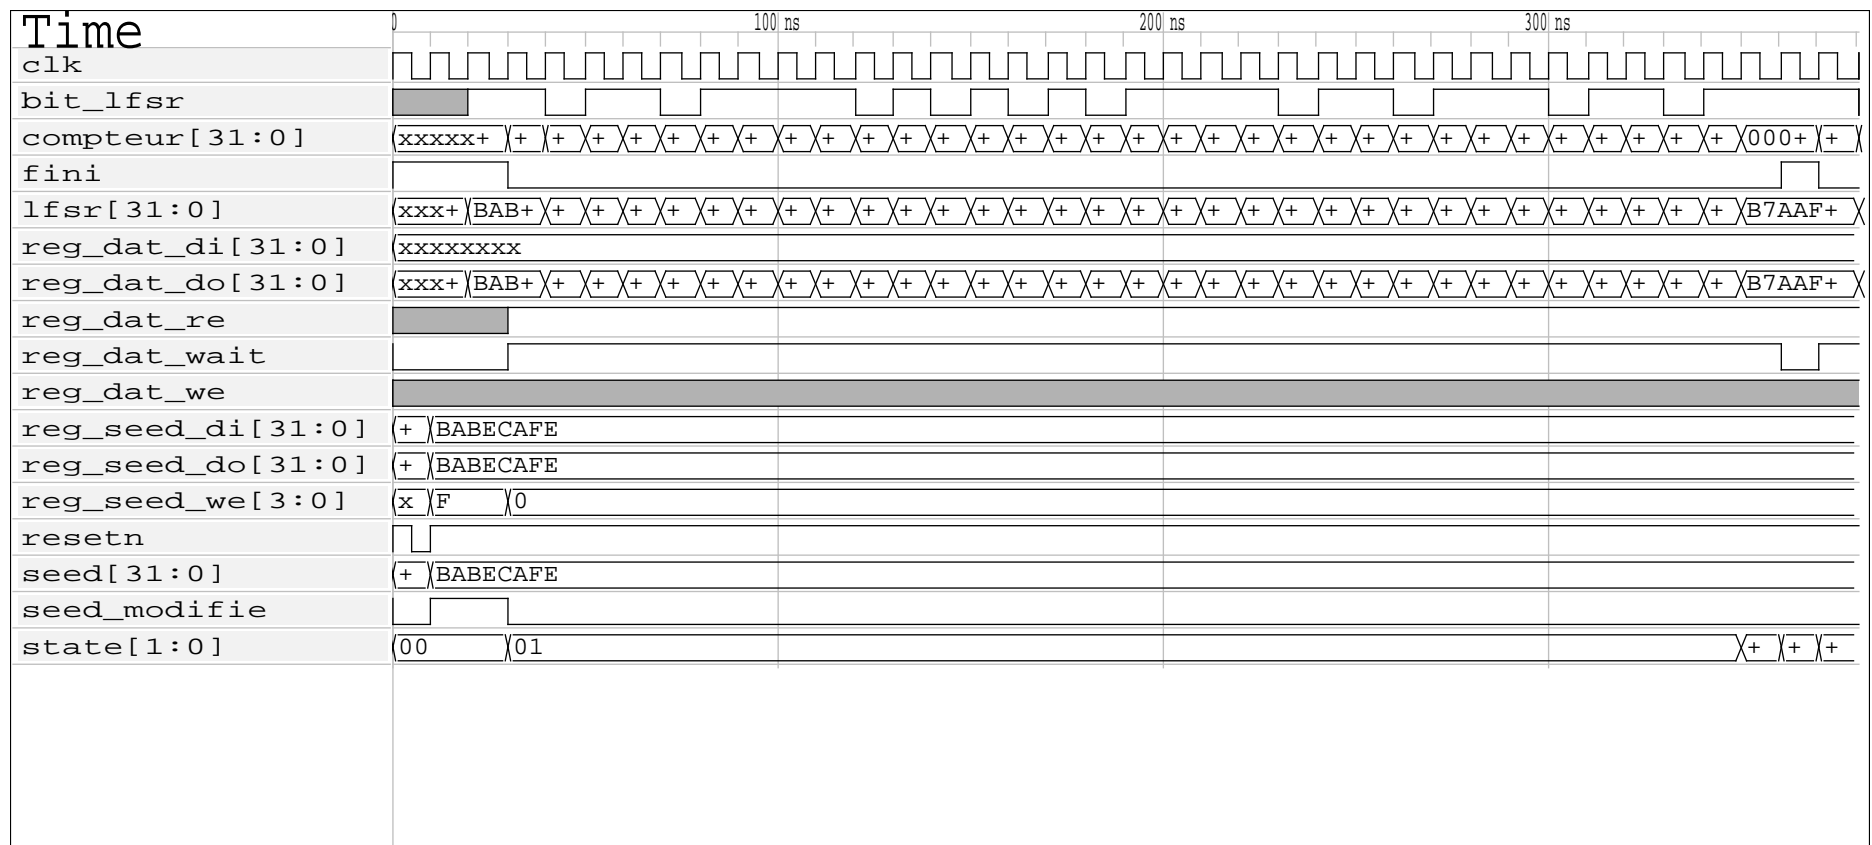 Time 0 100 ns 200 ns 300 ns
clk
bit_lfsr
compteur[31:0] xxxxx+ + + + + + + + + + + + + + + + + + + + + + + + + + + + + + + + + 000+ +
fini
lfsr[31:0] xxx+ BAB+ + + + + + + + + + + + + + + + + + + + + + + + + + + + + + + + B7AAF+
reg_dat_di[31:0] xxxxxxxx
reg_dat_do[31:0] xxx+ BAB+ + + + + + + + + + + + + + + + + + + + + + + + + + + + + + + + B7AAF+
reg_dat_re
reg_dat_wait
reg_dat_we
reg_seed_di[31:0] + BABECAFE
reg_seed_do[31:0] + BABECAFE
reg_seed_we[3:0] x F 0
resetn
seed[31:0] + BABECAFE
seed_modifie
state[1:0] 00 01 + + +